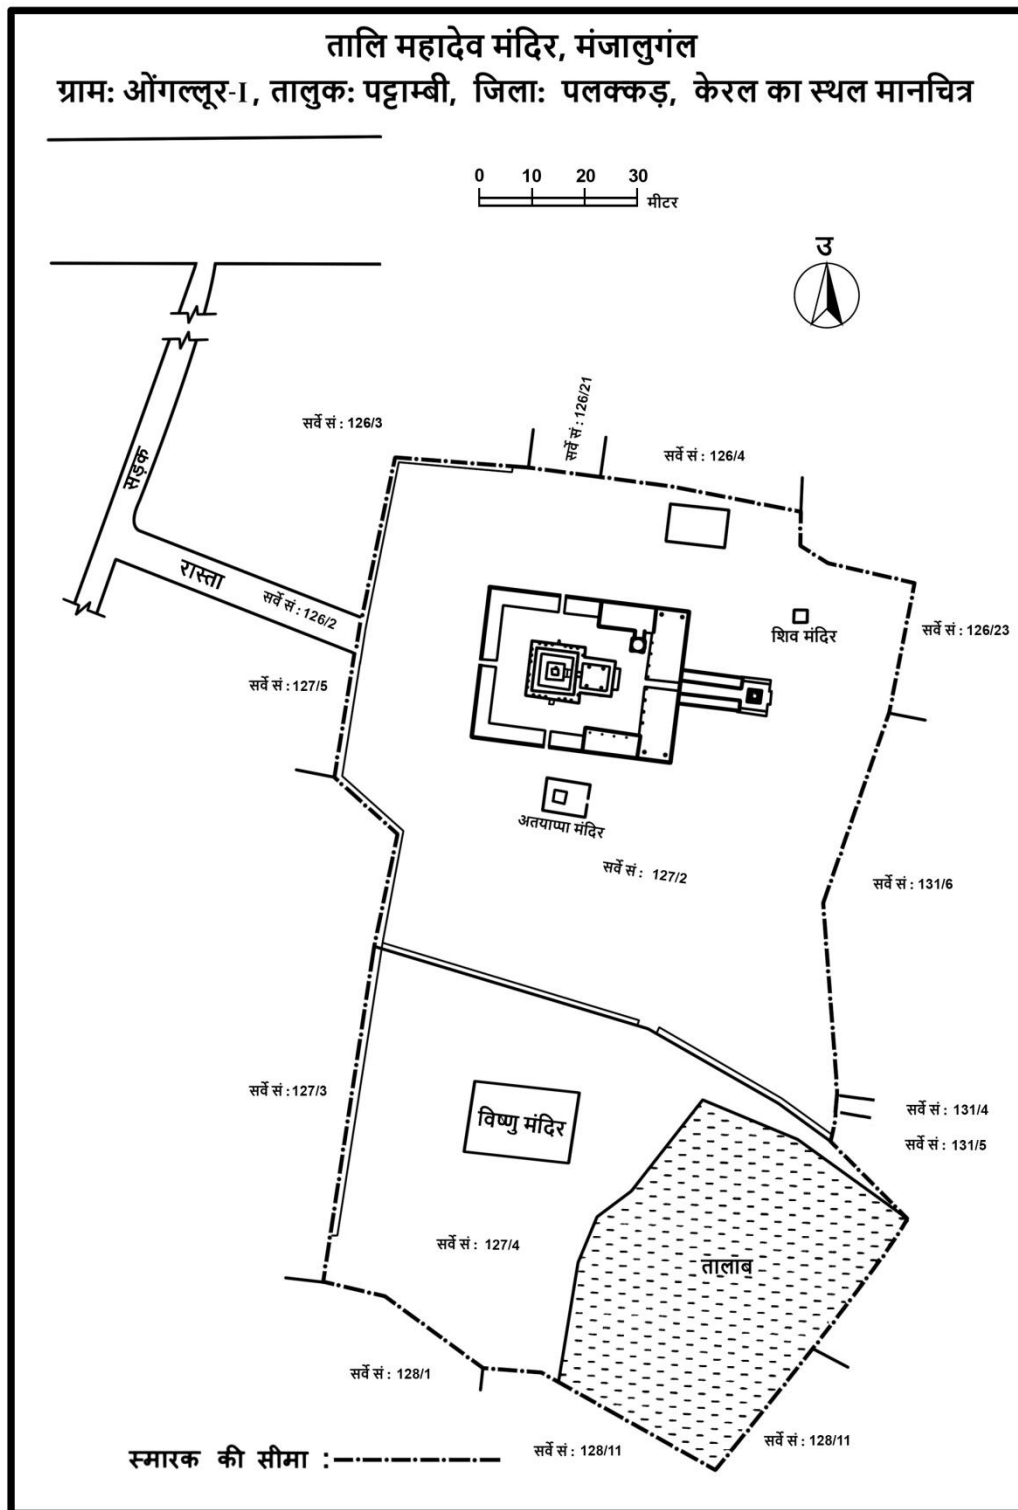 तालि महादेव मंदिर, मंजालुगंल
ग्राम: ओंगल्लूर-I, तालुक: पट्टाम्बी, जिला: पलक्कड़, केरल का स्थल मानचित्र
0 10 20 30
मीटर
उ
सर्वे सं : 126/21
सर्वे सं : 126/3
सर्वे सं : 126/4
सड़क
रास्ता
सर्वे सं : 126/2
शिव मंदिर
सर्वे सं : 126/23
सर्वे सं : 127/5
अतयाप्पा मंदिर
सर्वे सं : 127/2
सर्वे सं : 131/6
सर्वे सं : 127/3
विष्णु मंदिर
सर्वे सं : 131/4
सर्वे सं : 131/5
सर्वे सं : 127/4
तालाब
सर्वे सं : 128/1
सर्वे सं : 128/11
सर्वे सं : 128/11
स्मारक की सीमा :